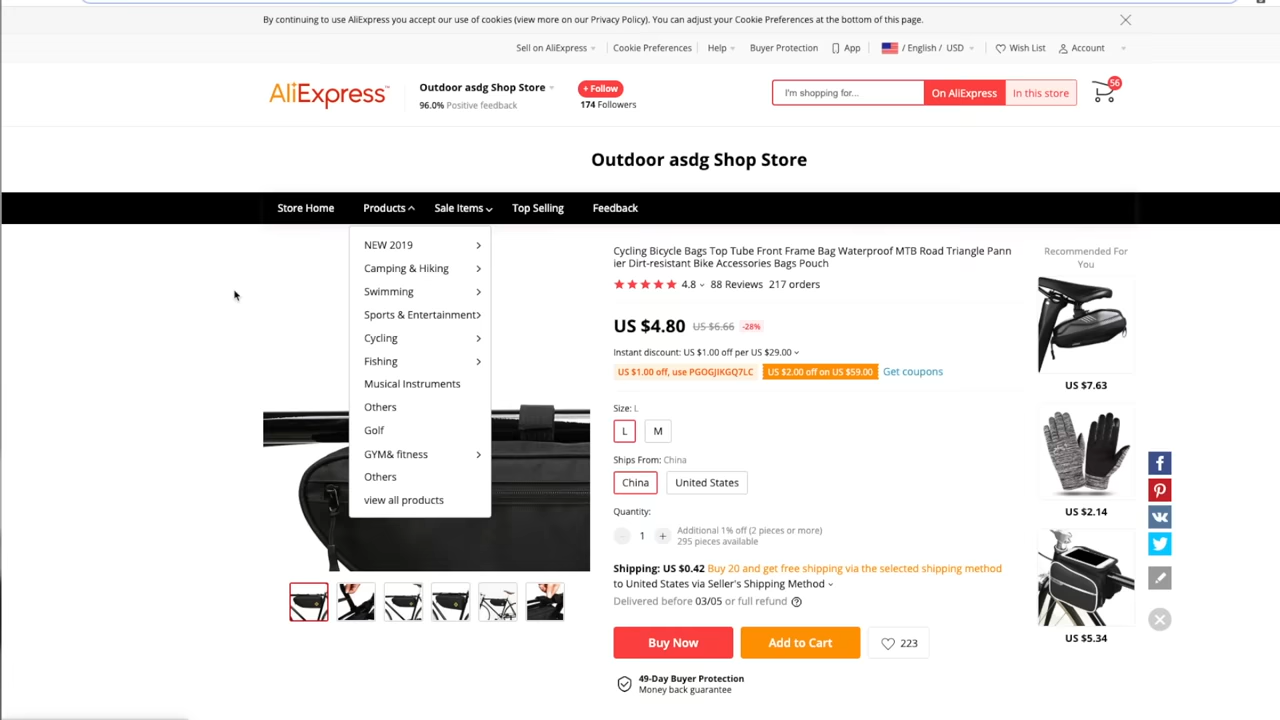 By continuing to use AliExpress you accept our use of cookies (view more on our Privacy Policy). You can adjust your Cookie Preferences at the bottom of this page.
Sell on AliExpress
Cookie Preferences
Help
Buyer Protection
App
/ English / USD
Wish List
Account
AliExpress™
Outdoor asdg Shop Store
96.0% Positive feedback
+ Follow
174 Followers
I'm shopping for...
On AliExpress
In this store
56
Outdoor asdg Shop Store
Store Home
Products
Sale Items
Top Selling
Feedback
NEW 2019
Camping & Hiking
Swimming
Sports & Entertainment
Cycling
Fishing
Musical Instruments
Others
Golf
GYM& fitness
Others
view all products
Cycling Bicycle Bags Top Tube Front Frame Bag Waterproof MTB Road Triangle Pann
ier Dirt-resistant Bike Accessories Bags Pouch
4.8
88 Reviews
217 orders
US $4.80
US $6.66
-28%
Instant discount: US $1.00 off per US $29.00
US $1.00 off, use PGOGJIKGQ7LC
US $2.00 off on US $59.00
Get coupons
Size: L
L
M
Ships From: China
China
United States
Quantity:
1
+
Additional 1% off (2 pieces or more)
295 pieces available
Shipping: US $0.42 Buy 20 and get free shipping via the selected shipping method
to United States via Seller's Shipping Method
Delivered before 03/05 or full refund
Buy Now
Add to Cart
223
49-Day Buyer Protection
Money back guarantee
Recommended For
You
US $7.63
US $2.14
US $5.34